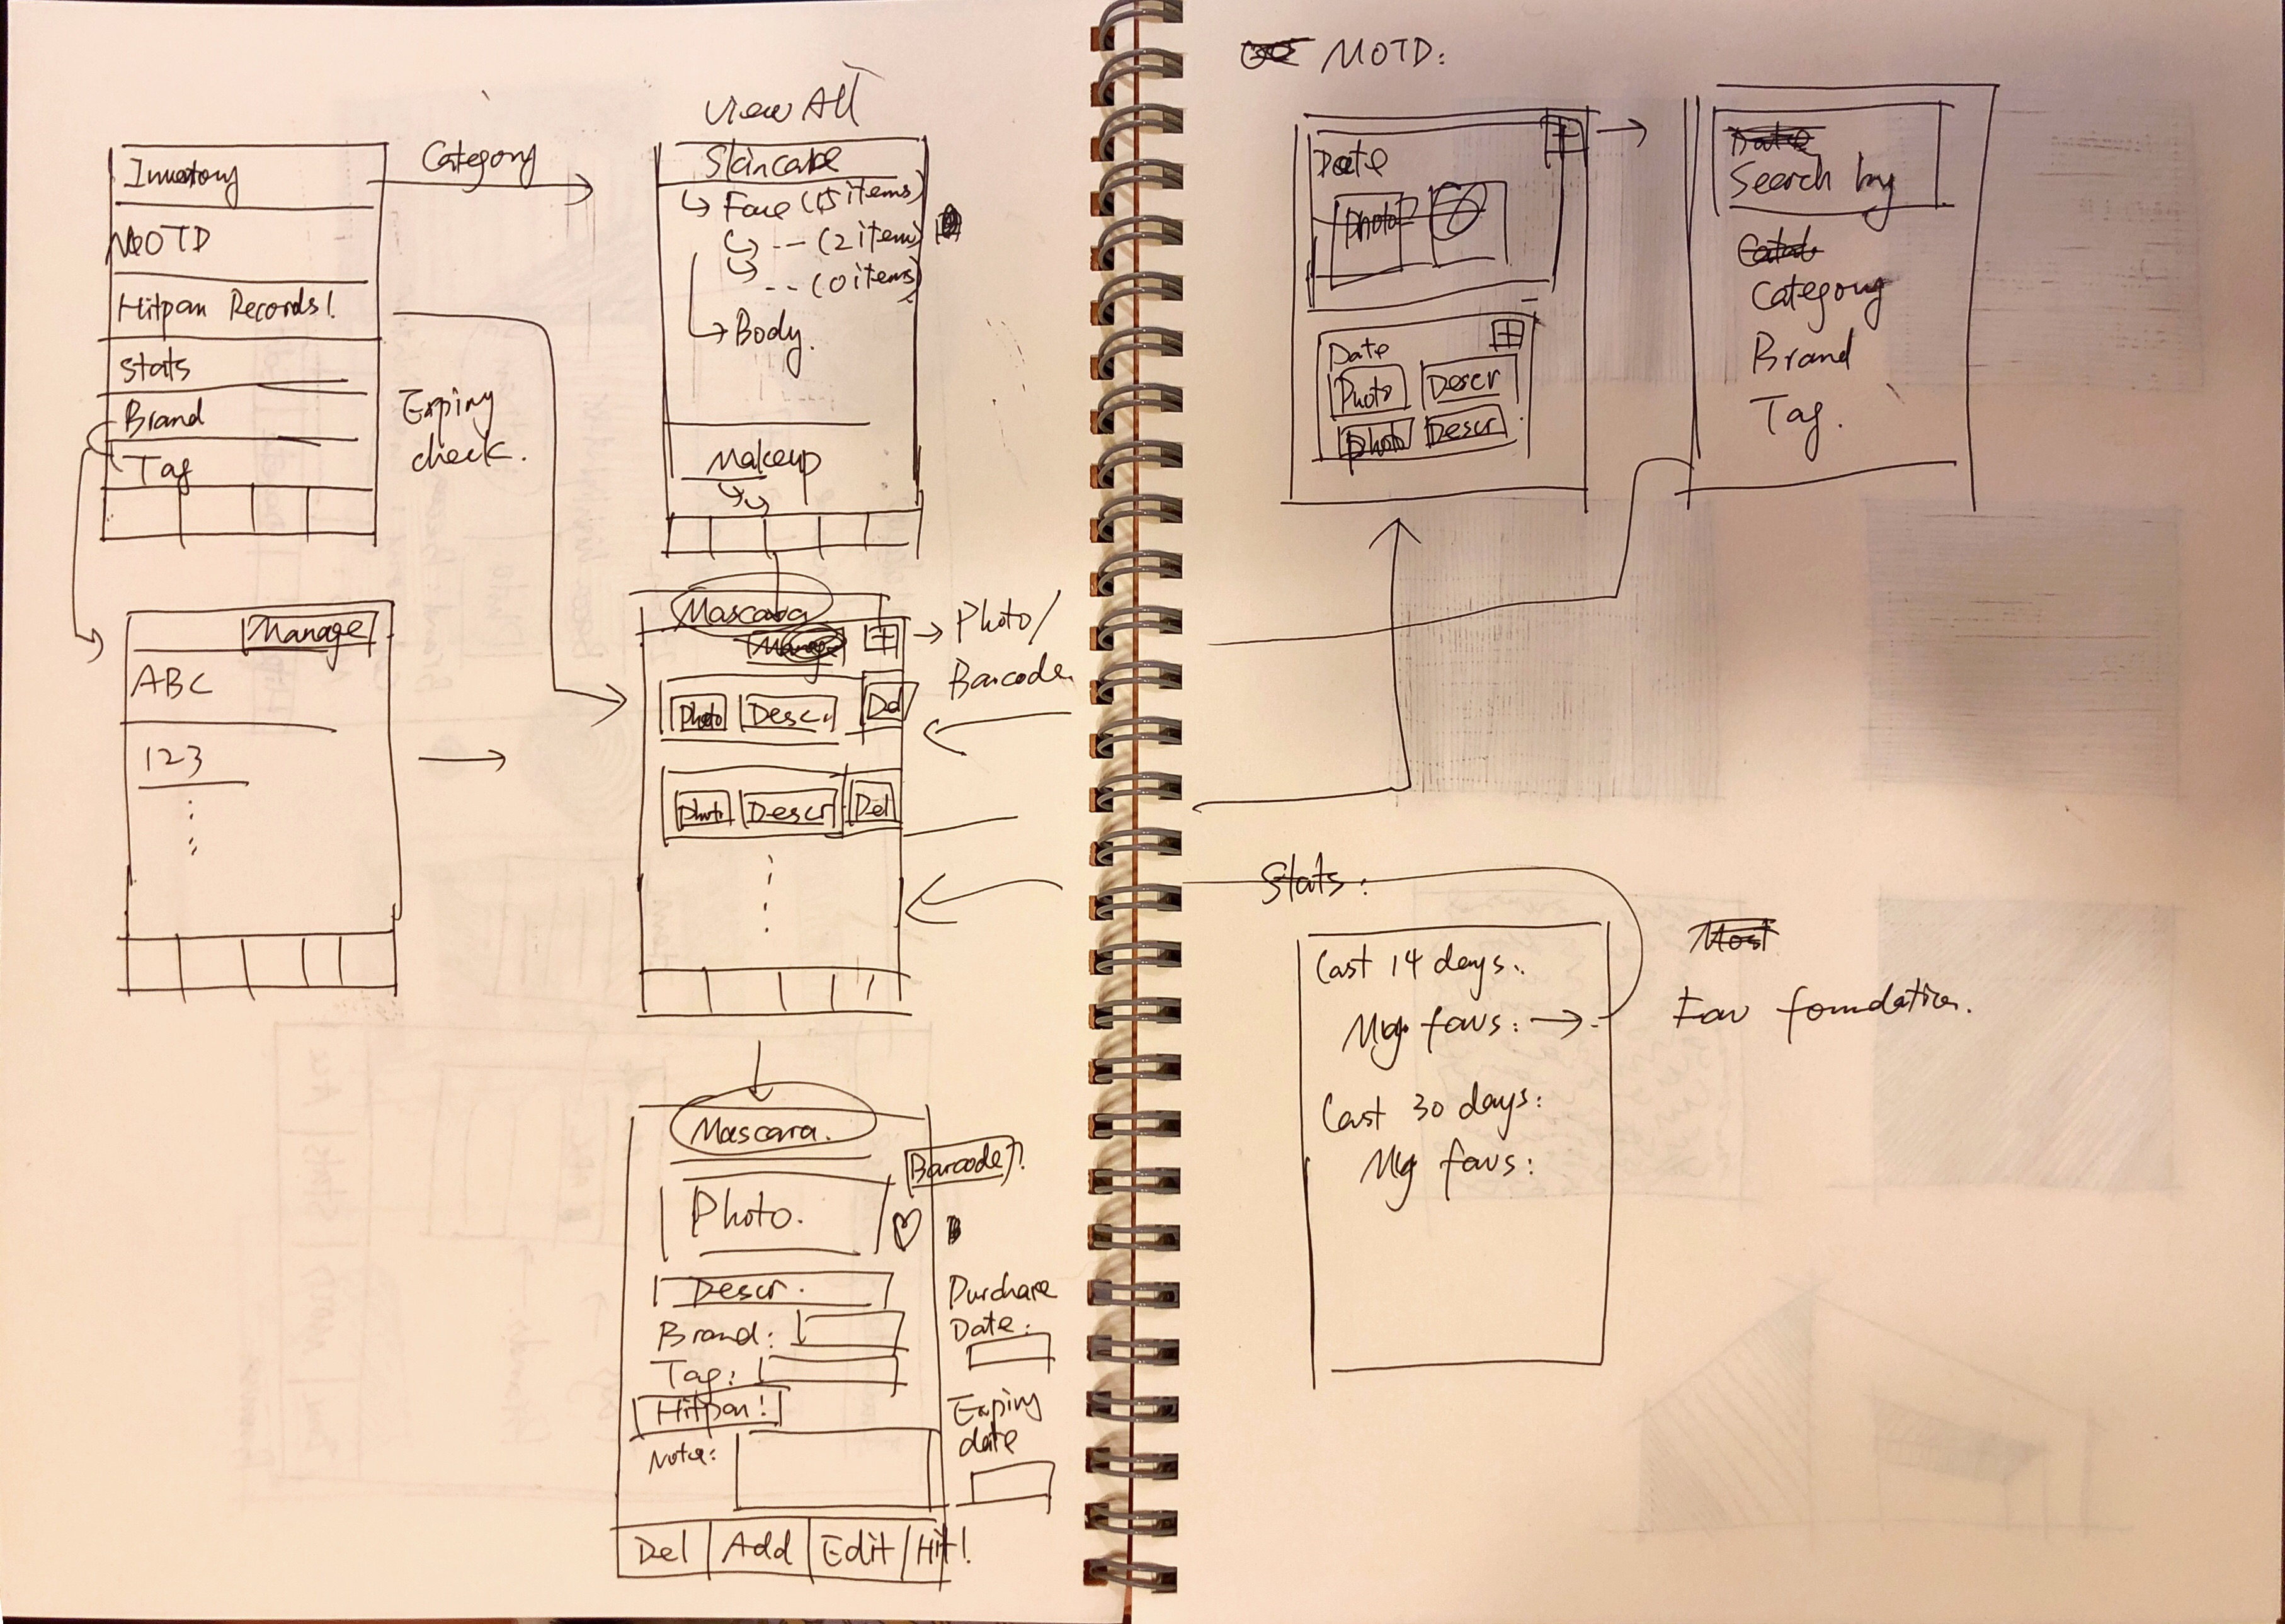 View All
Inventory
Category
MOTD
Hitpan Records!
Stats
Brand
Tag
Expiry
check.
Skincare
Face (15 items)
-- (2 item)
-- (0 items)
Body.
Makeup
Manage
ABC
123
Mascara
Manage
+
Photo/
Barcode
Photo Descr. Del
Photo Descr Del
Mascara.
Barcode
Photo.
Descr.
Brand:
Tag:
Hitpan!
Note:
Purchase
Date:
Expiry
date
Del Add Edit Hit!
MOTD:
Date
+
Photo
Date
+
Photo Descr
Photo Descr
Date
Search by
Category
Brand
Tag.
Stats:
Last 14 days:
My favs:
Last 30 days:
My favs:
Most
Fav foundation.